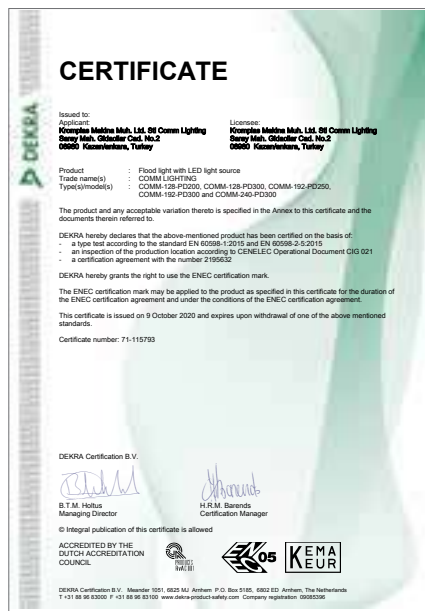 DEKRA
CERTIFICATE
Issued to:
Applicant:
Kromplas Makina Muh. Ltd. Sti Comm Lighting
Saray Mah. Gidacilar Cad. No.2
06980 Kazan/ankara, Turkey
Licensee:
Kromplas Makina Muh. Ltd. Sti Comm Lighting
Saray Mah. Gidacilar Cad. No.2
06980 Kazan/ankara, Turkey
Product : Flood light with LED light source
Trade name(s) : COMM LIGHTING
Type(s)/model(s) : COMM-128-PD200, COMM-128-PD300, COMM-192-PD250,
COMM-192-PD300 and COMM-240-PD300
The product and any acceptable variation thereto is specified in the Annex to this certificate and the
documents therein referred to.
DEKRA hereby declares that the above-mentioned product has been certified on the basis of:
- a type test according to the standard EN 60598-1:2015 and EN 60598-2-5:2015
- an inspection of the production location according to CENELEC Operational Document CIG 021
- a certification agreement with the number 2195632
DEKRA hereby grants the right to use the ENEC certification mark.
The ENEC certification mark may be applied to the product as specified in this certificate for the duration of
the ENEC certification agreement and under the conditions of the ENEC certification agreement.
This certificate is issued on 9 October 2020 and expires upon withdrawal of one of the above mentioned
standards.
Certificate number: 71-115793
DEKRA Certification B.V.
B.T.M. Holtus
Managing Director
H.R.M. Barends
Certification Manager
© Integral publication of this certificate is allowed
ACCREDITED BY THE
DUTCH ACCREDITATION
COUNCIL
PRODUCTS
RvA C 001
05
KEMA
KEUR
DEKRA Certification B.V. Meander 1051, 6825 MJ Arnhem P.O. Box 5185, 6802 ED Arnhem, The Netherlands
T +31 88 96 83000 F +31 88 96 83100 www.dekra-product-safety.com Company registration 09085396